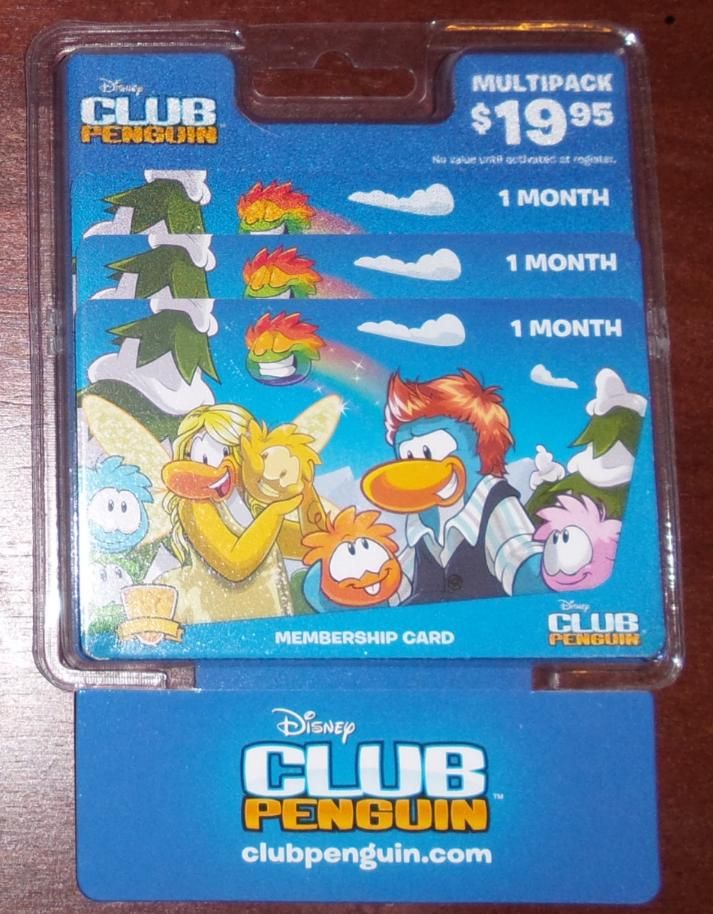 Disney
CLUB
PENGUIN
MULTIPACK
$19.95
No value until activated at register.
1 MONTH
1 MONTH
1 MONTH
MEMBERSHIP CARD
Disney
CLUB
PENGUIN
Disney
CLUB
PENGUIN™
clubpenguin.com